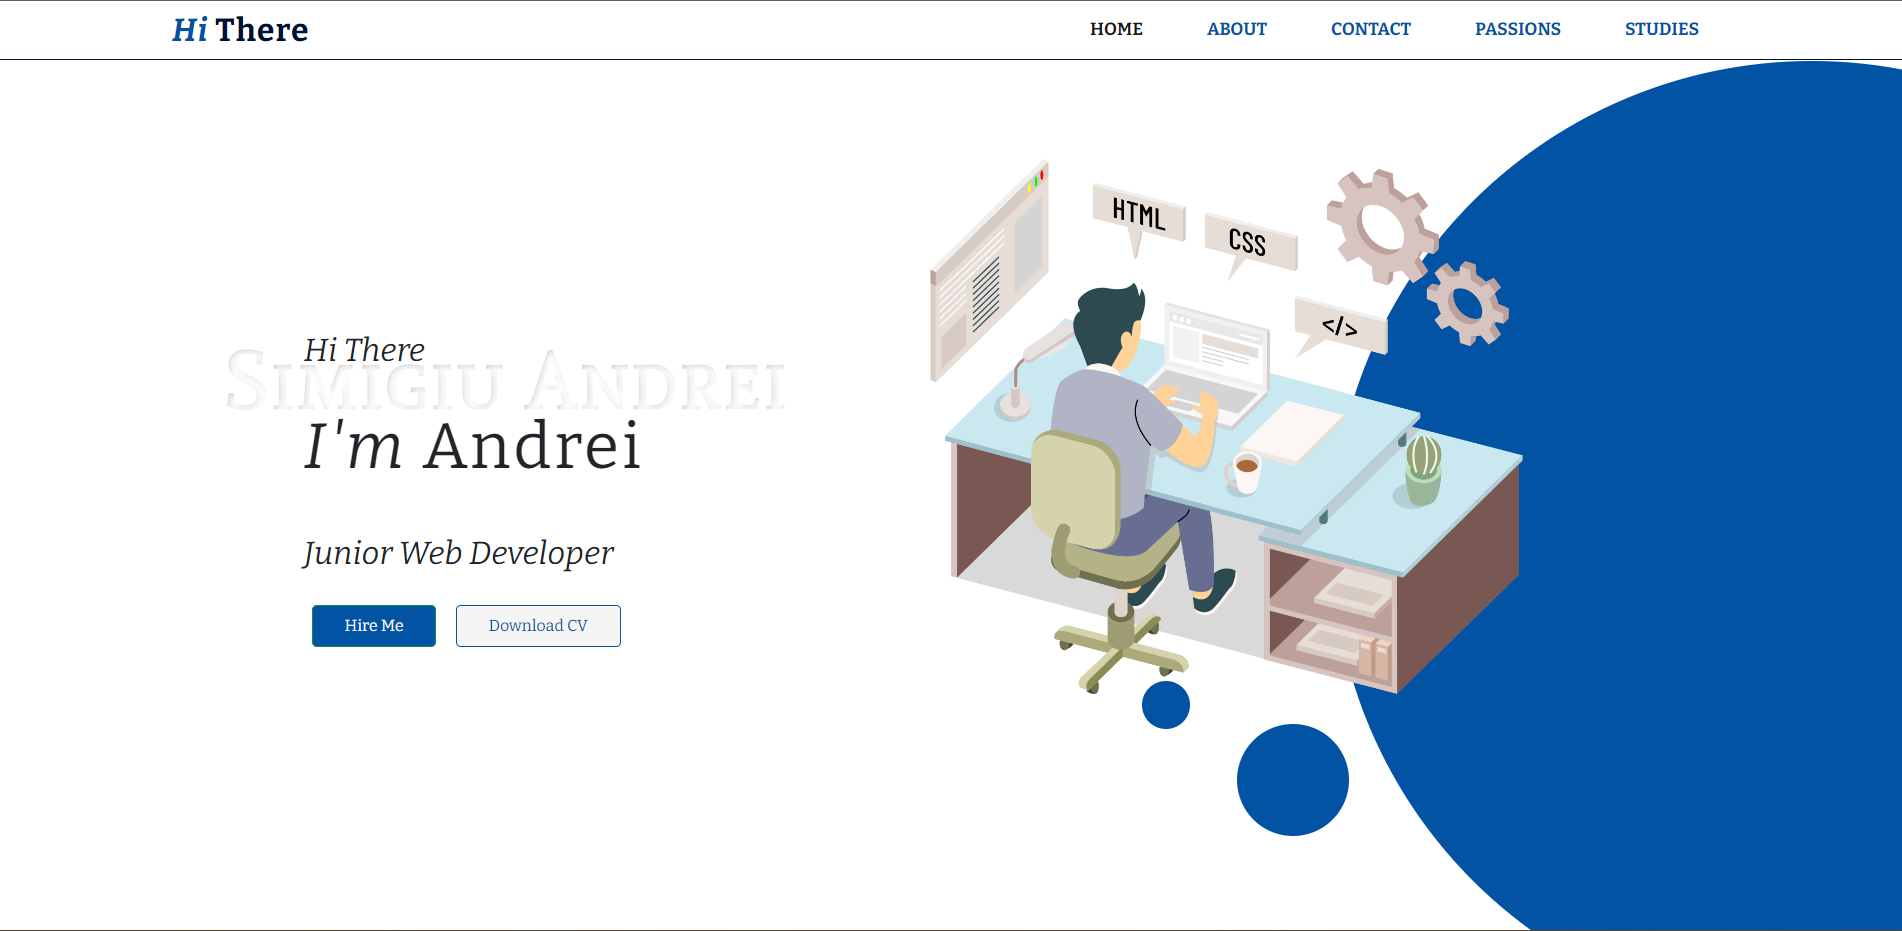 Hi There
HOME ABOUT CONTACT PASSIONS STUDIES
HTML
CSS
</>
Hi There
Simigiu Andrei
I'm Andrei
Junior Web Developer
Hire Me Download CV